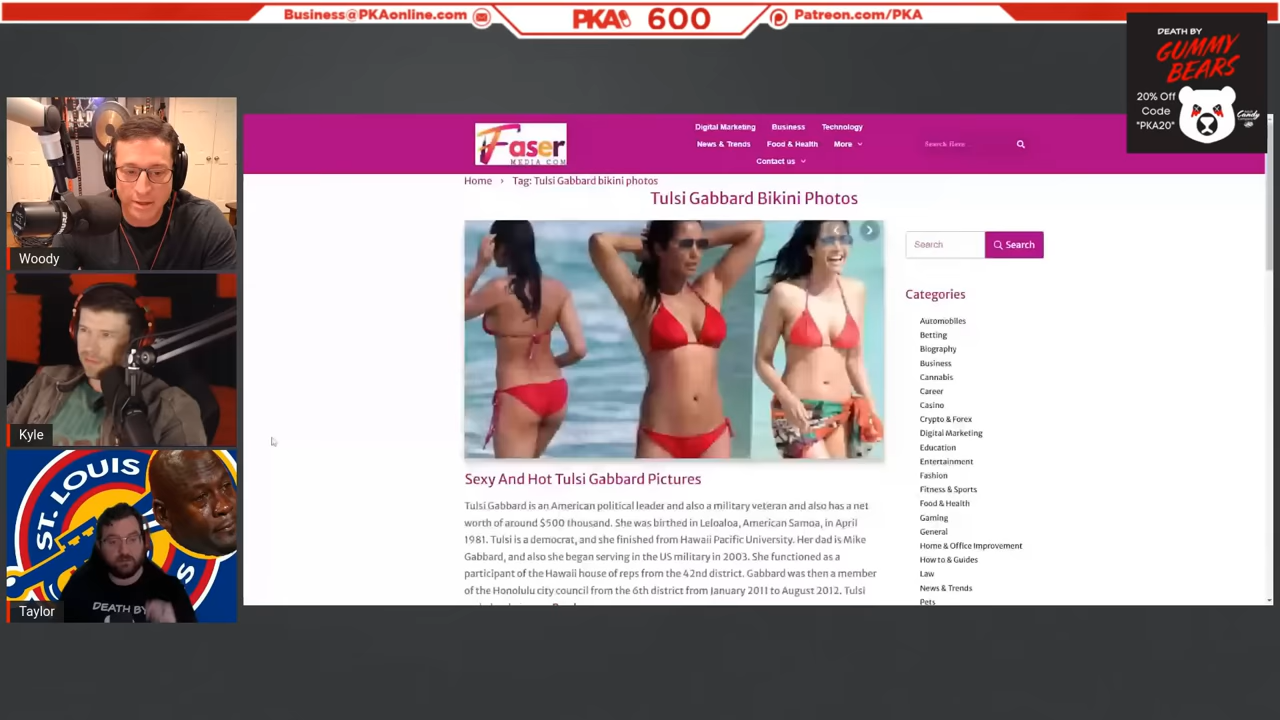 Business@PKAonline.com
PKA 600
Patreon.com/PKA
DEATH BY
GUMMY
BEARS
20% Off
Code
"PKA20"
Candy
Faser
MEDIA.COM
Digital Marketing Business Technology
News & Trends Food & Health More
Contact us
Search Here ...
Home › Tag: Tulsi Gabbard bikini photos
Tulsi Gabbard Bikini Photos
Search
Search
Categories
Automobiles
Betting
Biography
Business
Cannabis
Career
Casino
Crypto & Forex
Digital Marketing
Education
Entertainment
Fashion
Fitness & Sports
Food & Health
Gaming
General
Home & Office Improvement
How to & Guides
Law
News & Trends
Pets
Sexy And Hot Tulsi Gabbard Pictures
Tulsi Gabbard is an American political leader and also a military veteran and also has a net
worth of around $500 thousand. She was birthed in Leloaloa, American Samoa, in April
1981. Tulsi is a democrat, and she finished from Hawaii Pacific University. Her dad is Mike
Gabbard, and also she began serving in the US military in 2003. She functioned as a
participant of the Hawaii house of reps from the 42nd district. Gabbard was then a member
of the Honolulu city council from the 6th district from January 2011 to August 2012. Tulsi
Woody
Kyle
ST. LOUIS
DEATH BY
Taylor